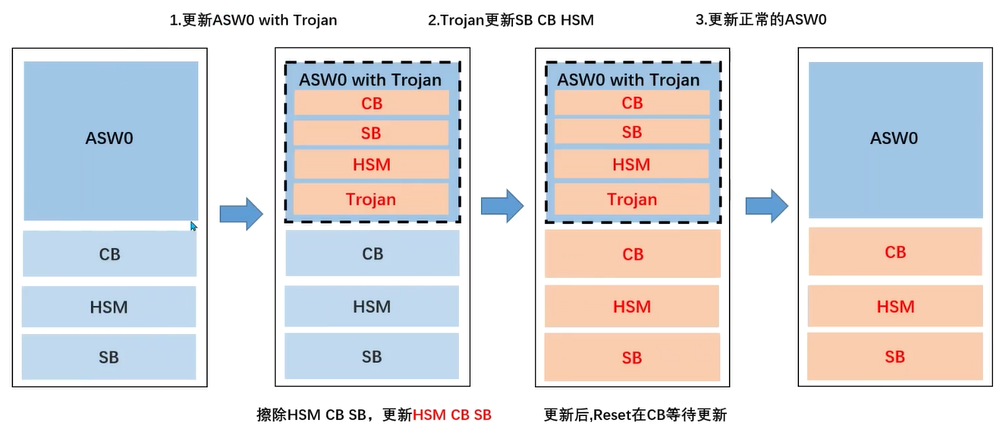 1.更新ASW0 with Trojan
2.Trojan更新SB CB HSM
3.更新正常的ASW0
ASW0
CB
HSM
SB
ASW0 with Trojan
CB
SB
HSM
Trojan
CB
HSM
SB
ASW0 with Trojan
CB
SB
HSM
Trojan
CB
HSM
SB
ASW0
CB
HSM
SB
擦除HSM CB SB，更新HSM CB SB
更新后,Reset在CB等待更新